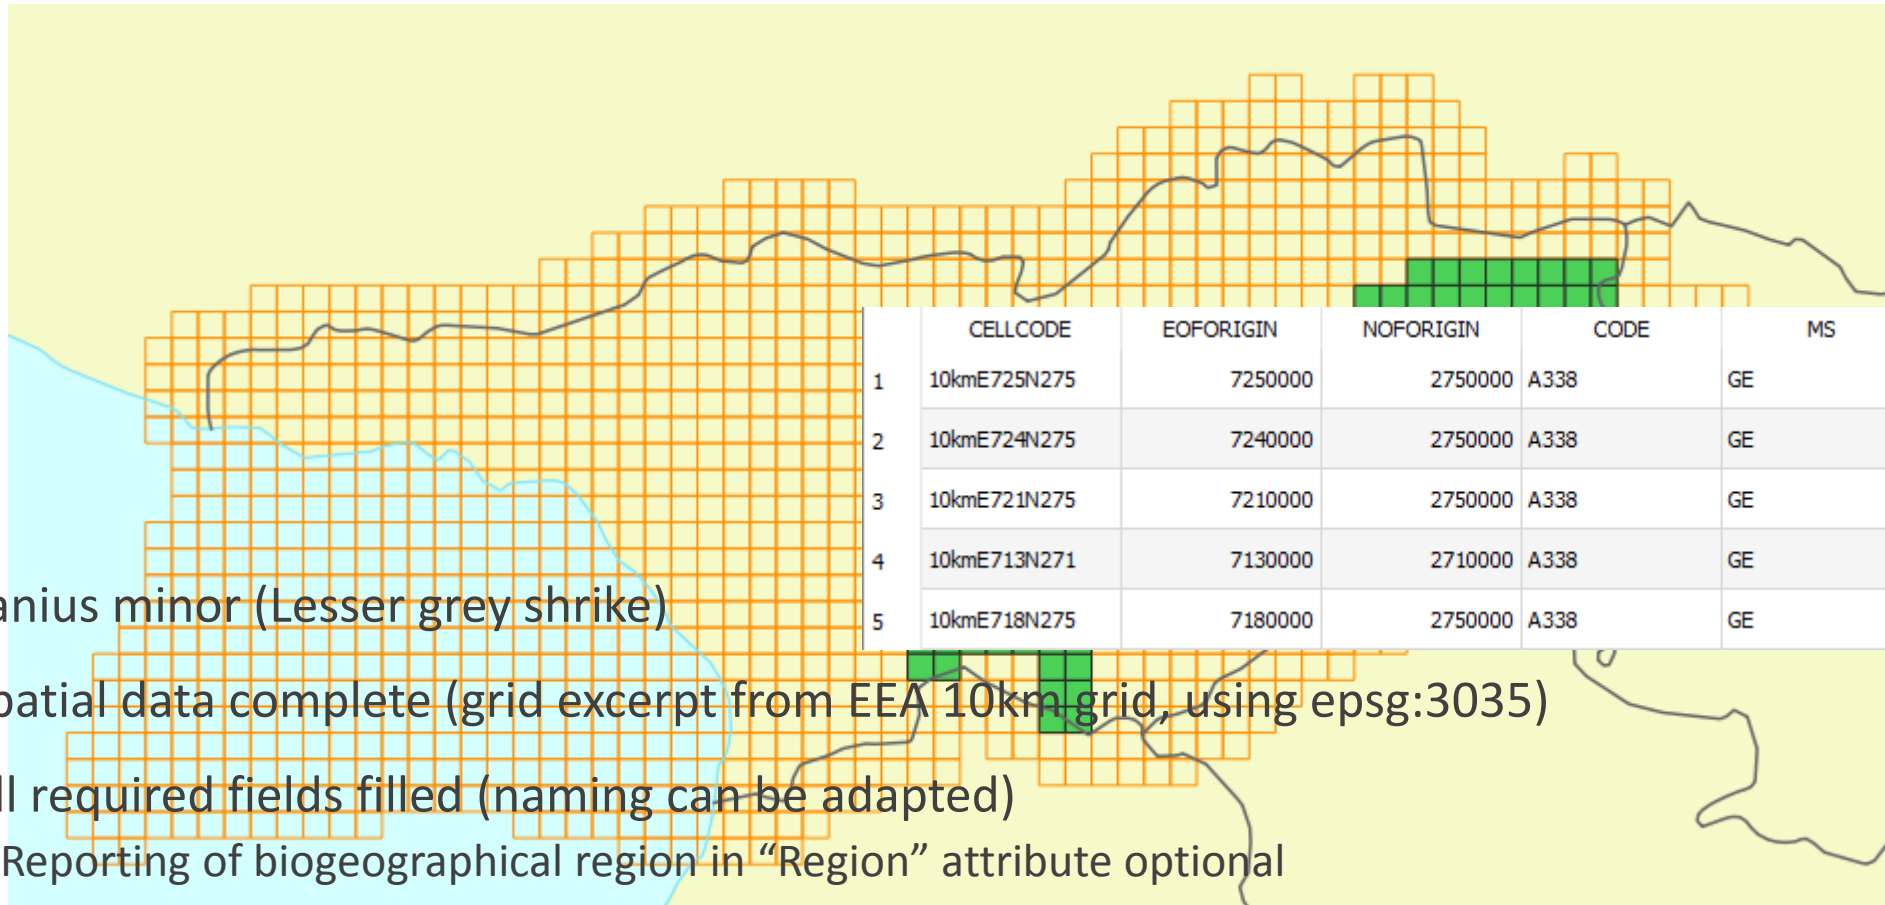 CELLCODE EOFORIGIN NOFORIGIN CODE MS
1 10kmE725N275 7250000 2750000 A338 GE
2 10kmE724N275 7240000 2750000 A338 GE
3 10kmE721N275 7210000 2750000 A338 GE
4 10kmE713N271 7130000 2710000 A338 GE
5 10kmE718N275 7180000 2750000 A338 GE
anius minor (Lesser grey shrike)
patial data complete (grid excerpt from EEA 10km grid, using epsg:3035)
ll required fields filled (naming can be adapted)
Reporting of biogeographical region in “Region” attribute optional